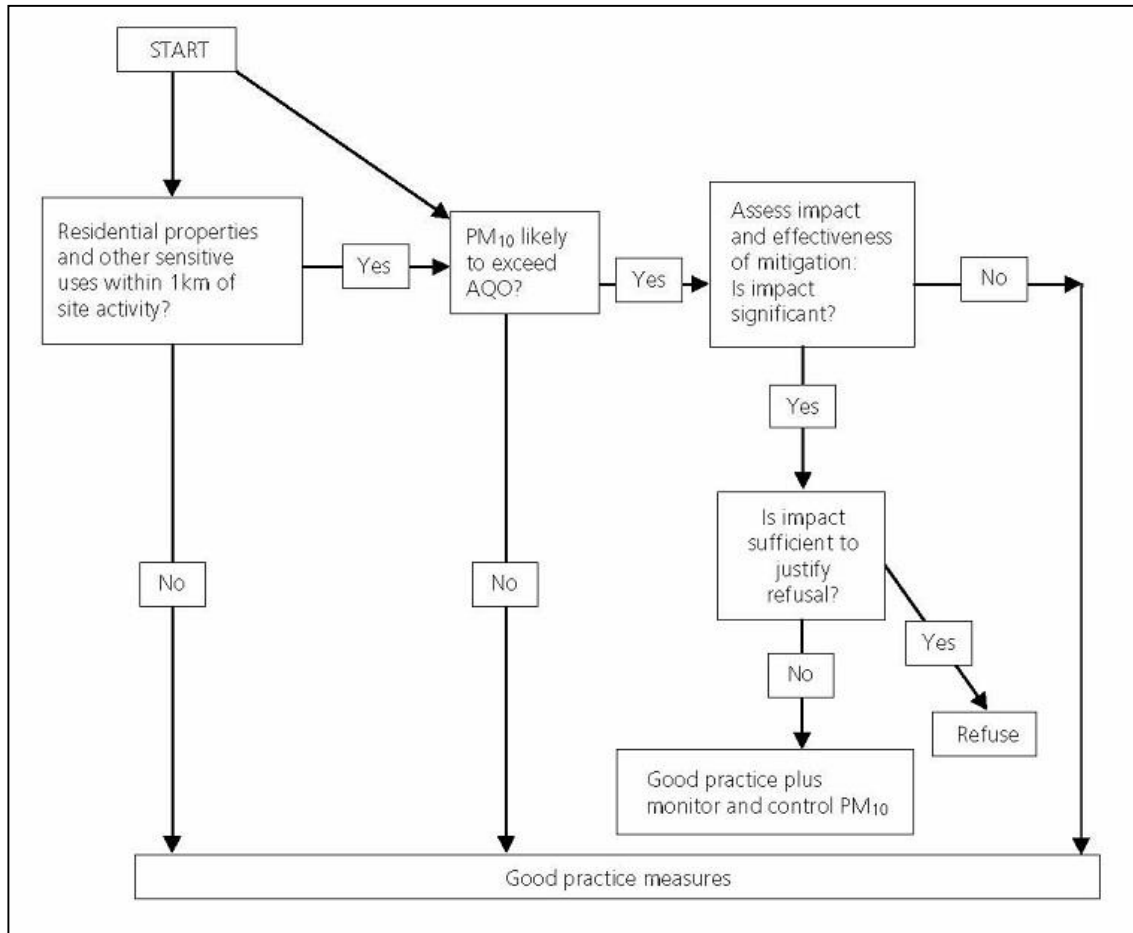 START
Residential properties
and other sensitive
uses within 1km of
site activity?
Yes
PM₁₀ likely
to exceed
AQO?
Yes
Assess impact
and effectiveness
of mitigation:
Is impact
significant?
No
Yes
Is impact
sufficient to
justify
refusal?
No
No
Yes
No
Refuse
Good practice plus
monitor and control PM₁₀
Good practice measures